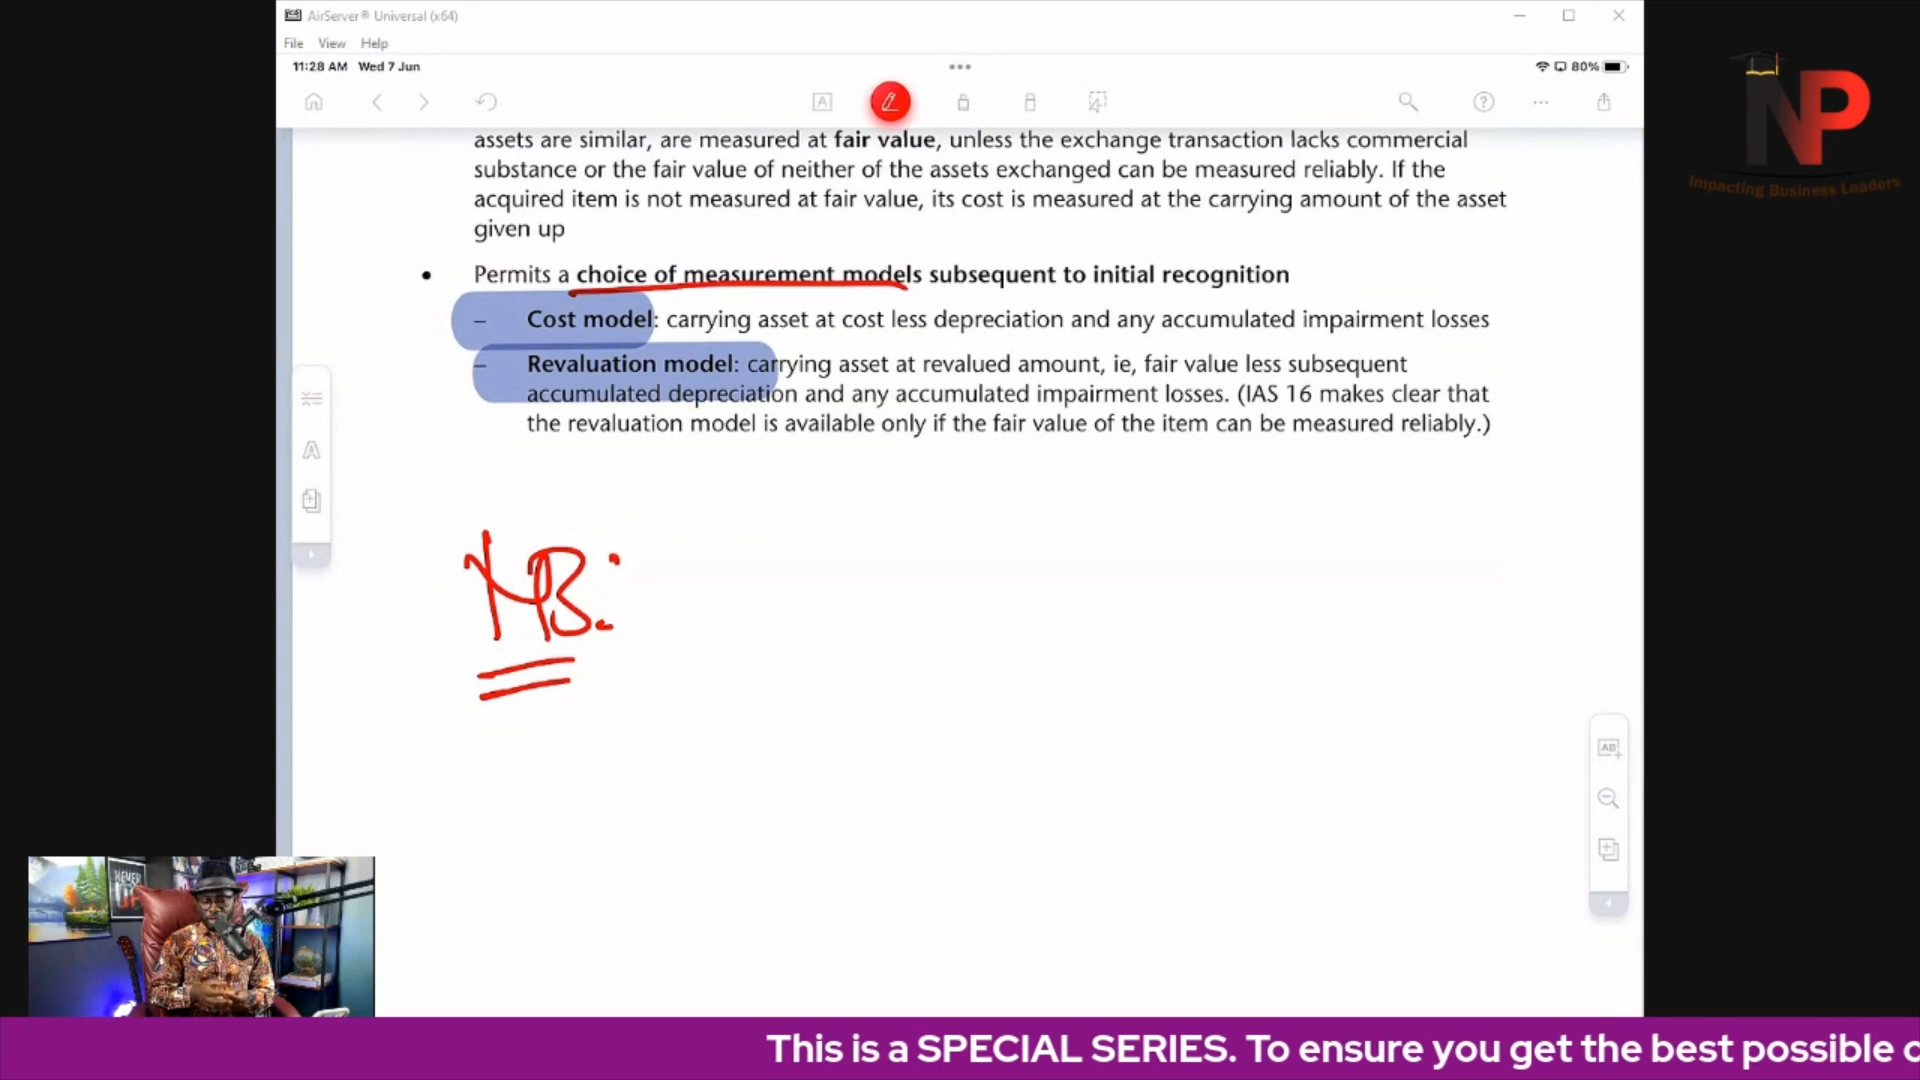 AirServer® Universal (x64)
File View Help
11:28 AM Wed 7 Jun
80%
NP
Impacting Business Leaders
assets are similar, are measured at fair value, unless the exchange transaction lacks commercial
substance or the fair value of neither of the assets exchanged can be measured reliably. If the
acquired item is not measured at fair value, its cost is measured at the carrying amount of the asset
given up
• Permits a choice of measurement models subsequent to initial recognition
– Cost model: carrying asset at cost less depreciation and any accumulated impairment losses
– Revaluation model: carrying asset at revalued amount, ie, fair value less subsequent
accumulated depreciation and any accumulated impairment losses. (IAS 16 makes clear that
the revaluation model is available only if the fair value of the item can be measured reliably.)
NB:
NEVER
This is a SPECIAL SERIES. To ensure you get the best possible